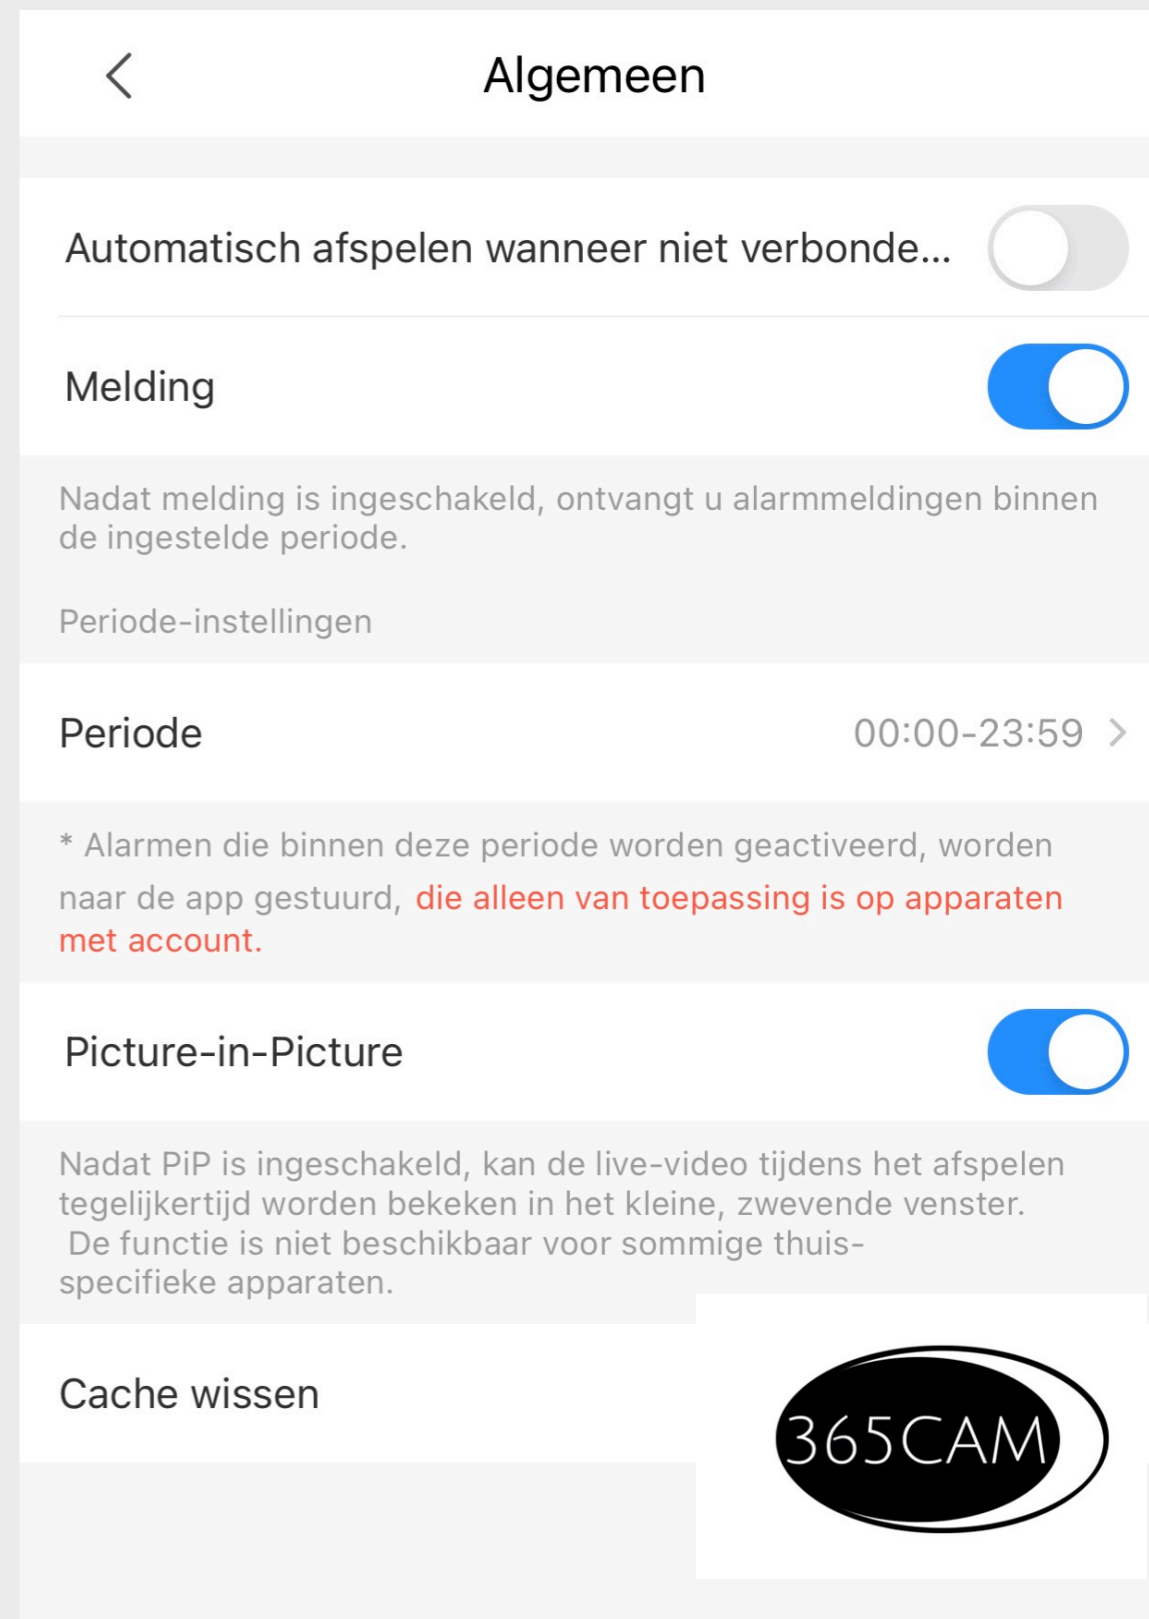 Algemeen
Automatisch afspelen wanneer niet verbonde...
Melding
Nadat melding is ingeschakeld, ontvangt u alarmmeldingen binnen
de ingestelde periode.
Periode-instellingen
Periode 00:00-23:59
* Alarmen die binnen deze periode worden geactiveerd, worden
naar de app gestuurd, die alleen van toepassing is op apparaten
met account.
Picture-in-Picture
Nadat PiP is ingeschakeld, kan de live-video tijdens het afspelen
tegelijkertijd worden bekeken in het kleine, zwevende venster.
De functie is niet beschikbaar voor sommige thuis-
specifieke apparaten.
Cache wissen
365CAM